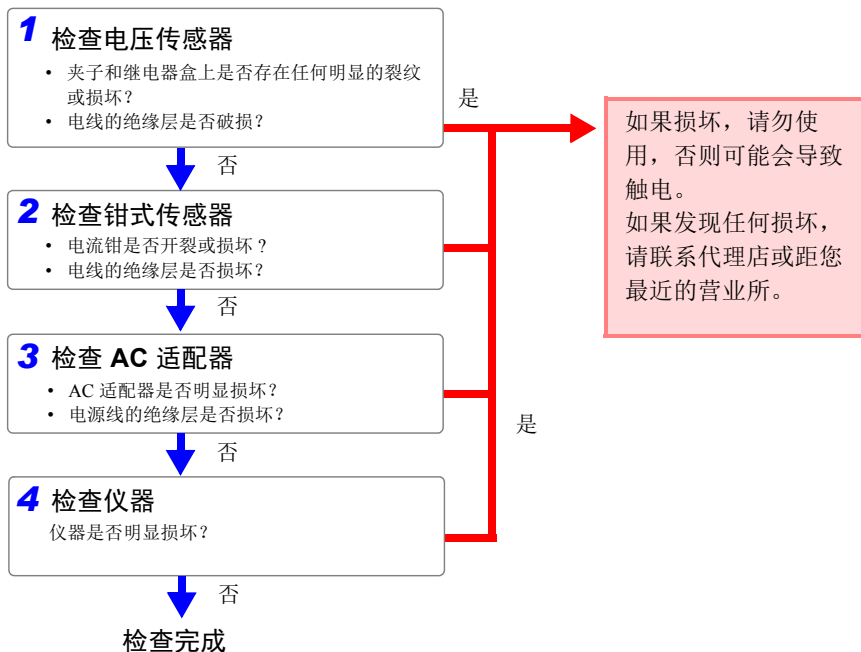 1 检查电压传感器
• 夹子和继电器盒上是否存在任何明显的裂纹
或损坏？
• 电线的绝缘层是否破损？
是
否
如果损坏，请勿使
用，否则可能会导致
触电。
如果发现任何损坏，
请联系代理店或距您
最近的营业所。
2 检查钳式传感器
• 电流钳是否开裂或损坏？
• 电线的绝缘层是否损坏？
否
3 检查 AC 适配器
• AC 适配器是否明显损坏？
• 电源线的绝缘层是否损坏？
是
否
4 检查仪器
仪器是否明显损坏？
否
检查完成